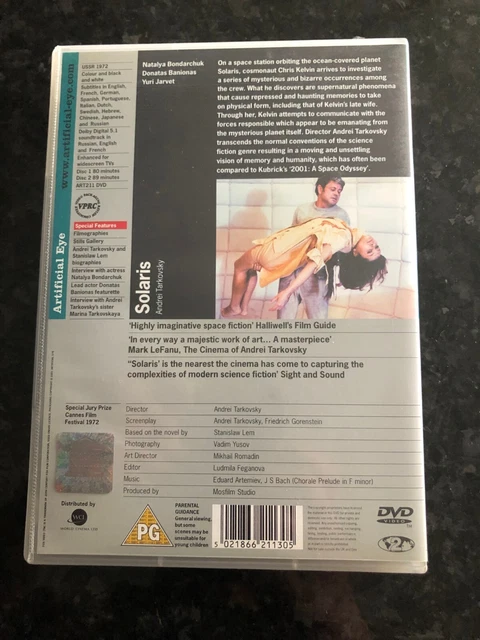 www.artificial-eye.com
Artificial Eye
USSR 1972
Colour and black
and white
Subtitles in English,
French, German,
Spanish, Portuguese,
Italian, Dutch,
Swedish, Hebrew,
Chinese, Japanese
and Russian
Dolby Digital 5.1
soundtrack in
Russian, English
and French
Enhanced for
widescreen TVs
Disc 1 80 minutes
Disc 2 89 minutes
ART211 DVD
VPRC
Special Features
Filmographies
Stills Gallery
Andrei Tarkovsky and
Stanislaw Lem
biographies
Interview with actress
Natalya Bondarchuk
Lead actor Donatas
Banionas featurette
Interview with Andrei
Tarkovsky's sister
Marina Tarkovskaya
Natalya Bondarchuk
Donatas Banionas
Yuri Jarvet
On a space station orbiting the ocean-covered planet
Solaris, cosmonaut Chris Kelvin arrives to investigate
a series of mysterious and bizarre occurrences among
the crew. What he discovers are supernatural phenomena
that cause repressed and haunting memories to take
on physical form, including that of Kelvin's late wife.
Through her, Kelvin attempts to communicate with the
forces responsible which appear to be emanating from
the mysterious planet itself. Director Andrei Tarkovsky
transcends the normal conventions of the science
fiction genre resulting in a moving and unsettling
vision of memory and humanity, which has often been
compared to Kubrick's '2001: A Space Odyssey'.
Solaris
Andrei Tarkovsky
'Highly imaginative space fiction' Halliwell's Film Guide
'In every way a majestic work of art... A masterpiece'
Mark LeFanu, The Cinema of Andrei Tarkovsky
"Solaris' is the nearest the cinema has come to capturing the
complexities of modern science fiction' Sight and Sound
Special Jury Prize
Cannes Film
Festival 1972
Director Andrei Tarkovsky
Screenplay Andrei Tarkovsky, Friedrich Gorenstein
Based on the novel by Stanislaw Lem
Photography Vadim Yusov
Art Director Mikhail Romadin
Editor Ludmila Feganova
Music Eduard Artemiev, J S Bach (Chorale Prelude in F minor)
Produced by Mosfilm Studio
Distributed by
WCL
WORLD CINEMA LTD
PG
PARENTAL
GUIDANCE
General viewing,
but some
scenes may be
unsuitable for
young children
5 021866 211305
DVD
VIDEO
2